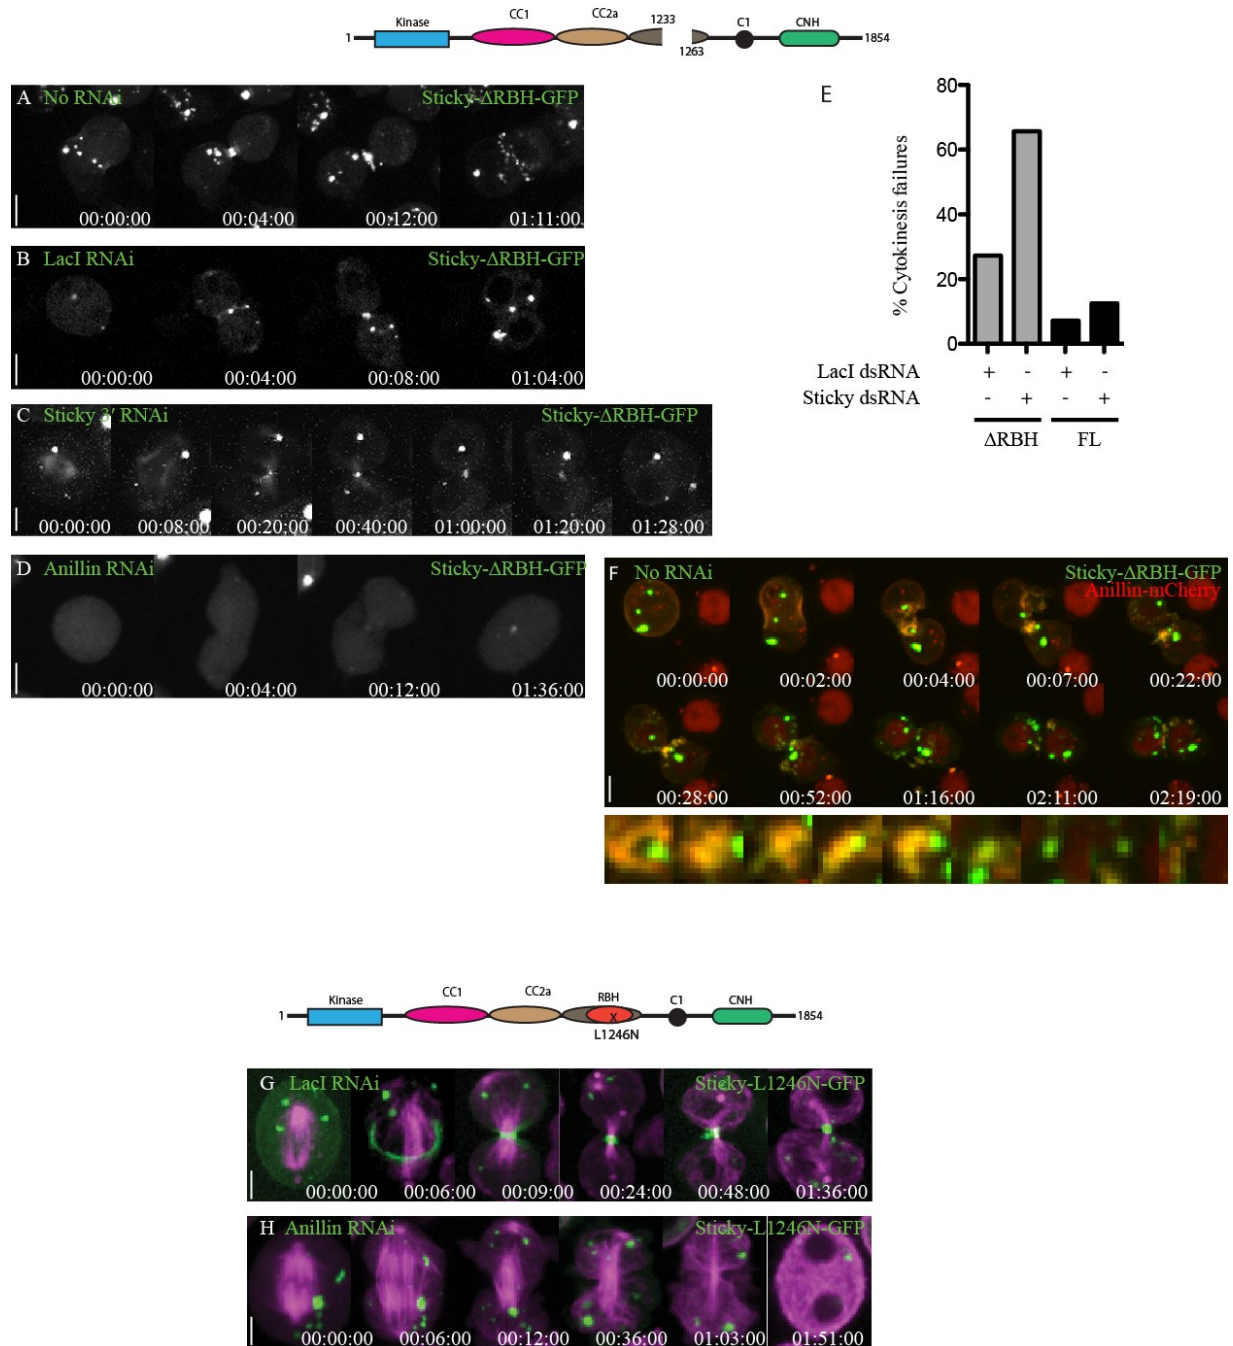 Kinase CC1 CC2a 1233 C1 CNH
1 1263 1854
A No RNAi Sticky-ΔRBH-GFP
00:00:00 00:04:00 00:12:00 01:11:00
B LacI RNAi Sticky-ΔRBH-GFP
00:00:00 00:04:00 00:08:00 01:04:00
C Sticky 3′ RNAi Sticky-ΔRBH-GFP
00:00:00 00:08:00 00:20:00 00:40:00 01:00:00 01:20:00 01:28:00
D Anillin RNAi Sticky-ΔRBH-GFP
00:00:00 00:04:00 00:12:00 01:36:00
E
% Cytokinesis failures
80
60
40
20
0
LacI dsRNA + - + -
Sticky dsRNA - + - +
ΔRBH FL
F No RNAi Sticky-ΔRBH-GFP
Anillin-mCherry
00:00:00 00:02:00 00:04:00 00:07:00 00:22:00
00:28:00 00:52:00 01:16:00 02:11:00 02:19:00
Kinase CC1 CC2a RBH C1 CNH
1 X 1854
L1246N
G LacI RNAi Sticky-L1246N-GFP
00:00:00 00:06:00 00:09:00 00:24:00 00:48:00 01:36:00
H Anillin RNAi Sticky-L1246N-GFP
00:00:00 00:06:00 00:12:00 00:36:00 01:03:00 01:51:00